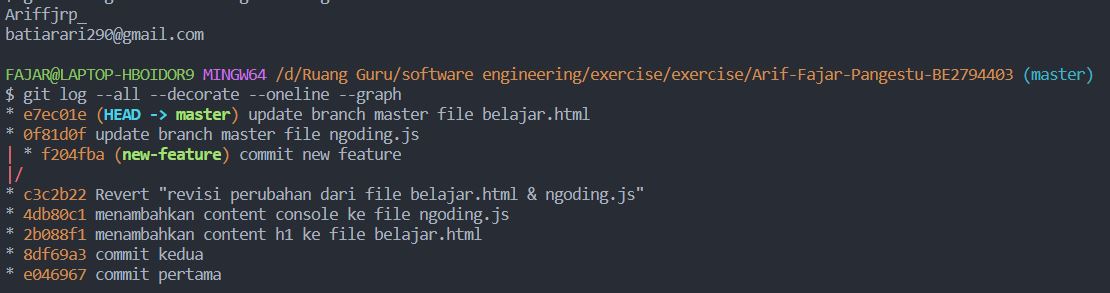 Ariffjrp_
batiarari290@gmail.com
FAJAR@LAPTOP-HBOIDOR9 MINGW64 /d/Ruang Guru/software engineering/exercise/exercise/Arif-Fajar-Pangestu-BE2794403 (master)
$ git log --all --decorate --oneline --graph
* e7ec01e (HEAD -> master) update branch master file belajar.html
* 0f81d0f update branch master file ngoding.js
| * f204fba (new-feature) commit new feature
|/
* c3c2b22 Revert "revisi perubahan dari file belajar.html & ngoding.js"
* 4db80c1 menambahkan content console ke file ngoding.js
* 2b088f1 menambahkan content h1 ke file belajar.html
* 8df69a3 commit kedua
* e046967 commit pertama